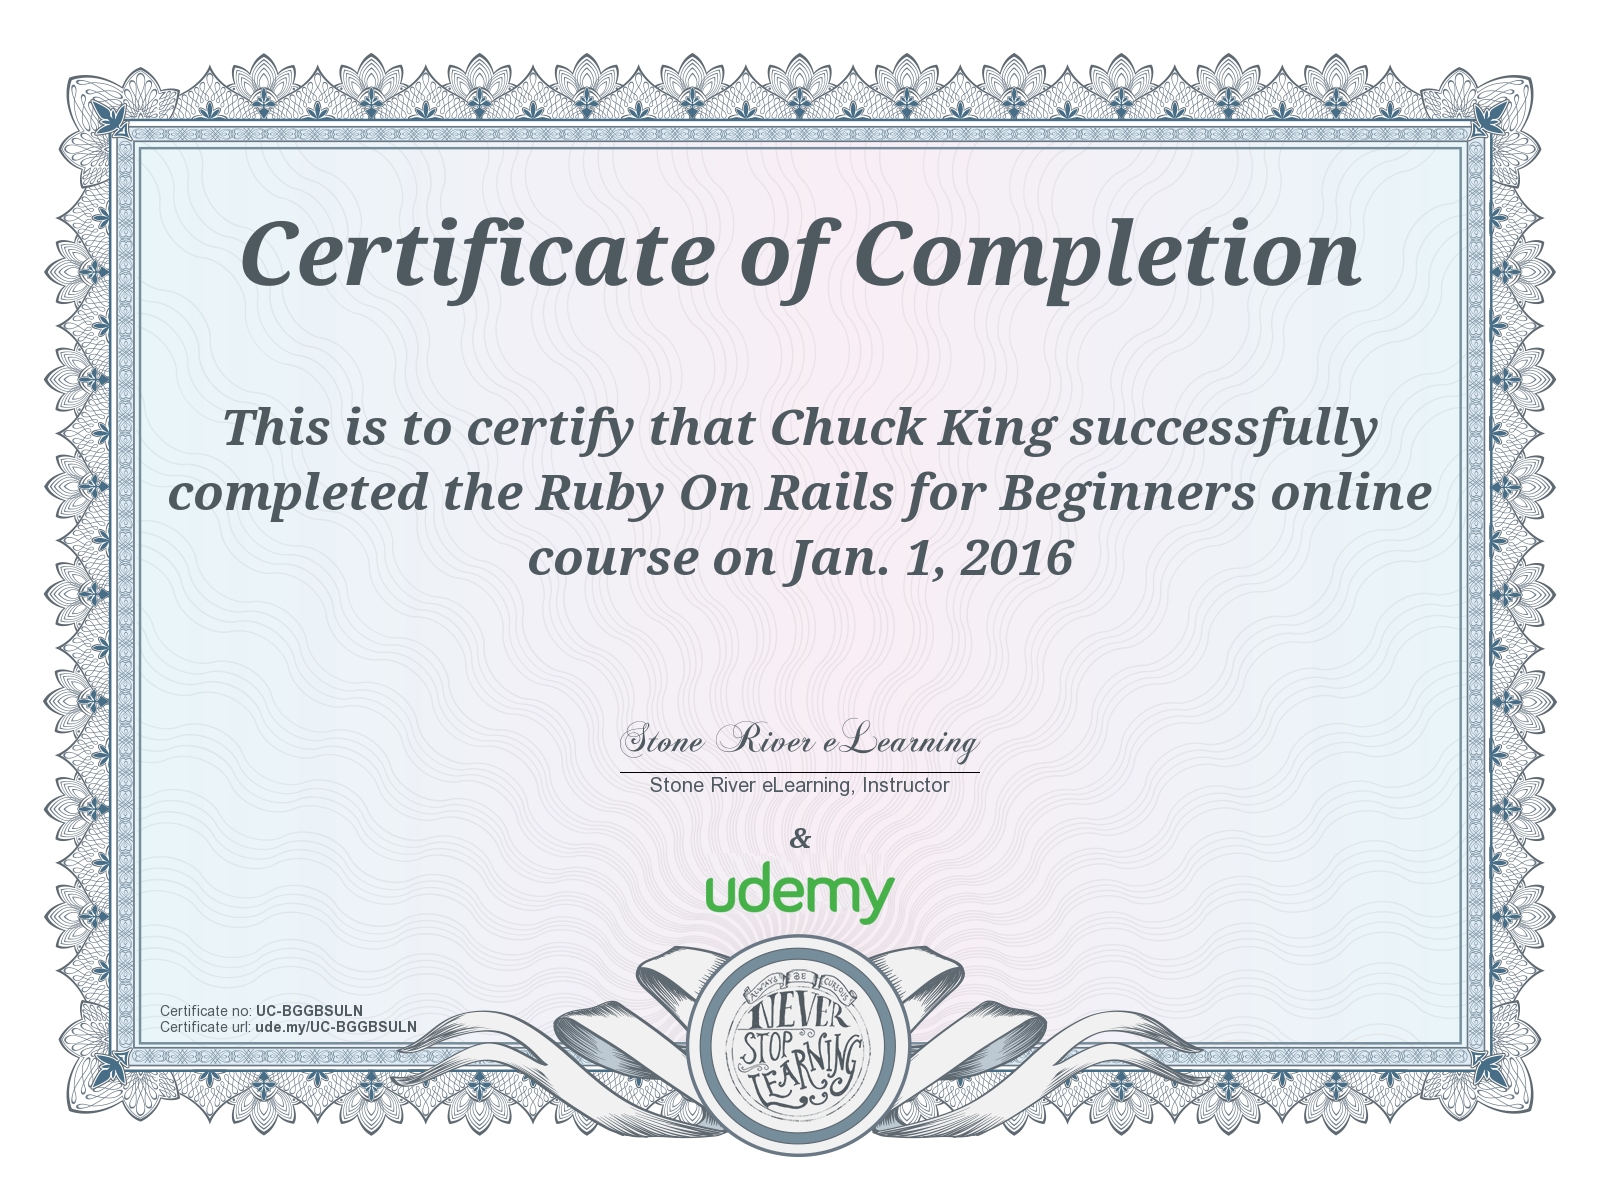 Certificate of Completion
This is to certify that Chuck King successfully
completed the Ruby On Rails for Beginners online
course on Jan. 1, 2016
Stone River eLearning
Stone River eLearning, Instructor
&
udemy
Certificate no: UC-BGGBSULN
Certificate url: ude.my/UC-BGGBSULN
ALWAYS BE CURIOUS
NEVER
STOP
LEARNING